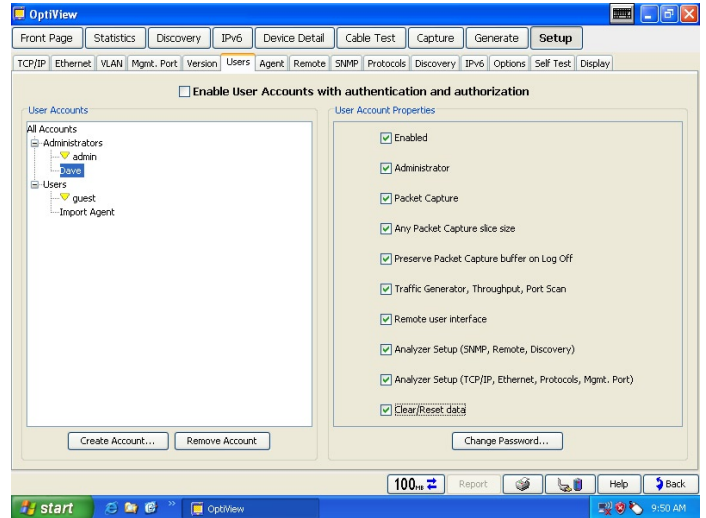 OptiView
Front Page Statistics Discovery IPv6 Device Detail Cable Test Capture Generate Setup
TCP/IP Ethernet VLAN Mgmt. Port Version Users Agent Remote SNMP Protocols Discovery IPv6 Options Self Test Display
Enable User Accounts with authentication and authorization
User Accounts
All Accounts
Administrators
admin
Dave
Users
guest
Import Agent
Create Account... Remove Account
User Account Properties
Enabled
Administrator
Packet Capture
Any Packet Capture slice size
Preserve Packet Capture buffer on Log Off
Traffic Generator, Throughput, Port Scan
Remote user interface
Analyzer Setup (SNMP, Remote, Discovery)
Analyzer Setup (TCP/IP, Ethernet, Protocols, Mgmt. Port)
Clear/Reset data
Change Password...
100 Report Help Back
start OptiView 9:50 AM